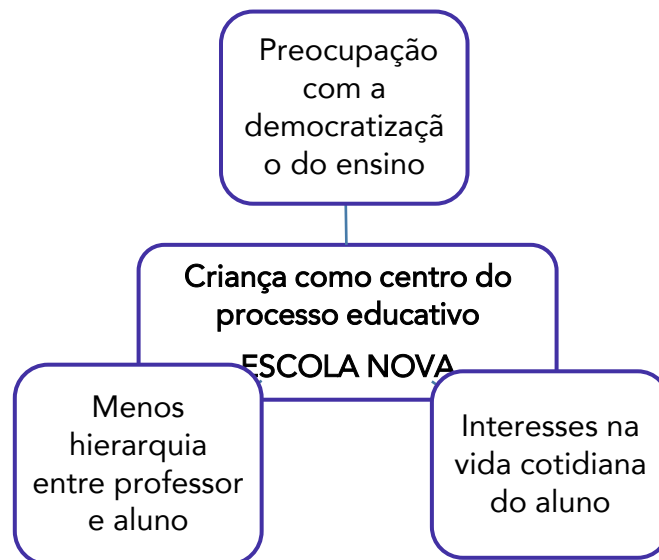 Preocupação
com a
democratizaçã
o do ensino
Criança como centro do
processo educativo
ESCOLA NOVA
Menos
hierarquia
entre professor
e aluno
Interesses na
vida cotidiana
do aluno